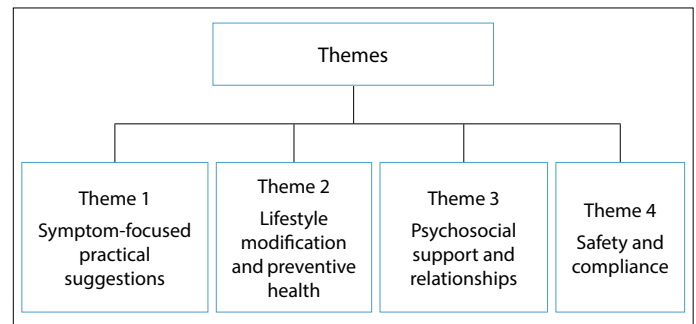 Themes
Theme 1
Symptom-focused
practical
suggestions
Theme 2
Lifestyle
modification
and preventive
health
Theme 3
Psychosocial
support and
relationships
Theme 4
Safety and
compliance